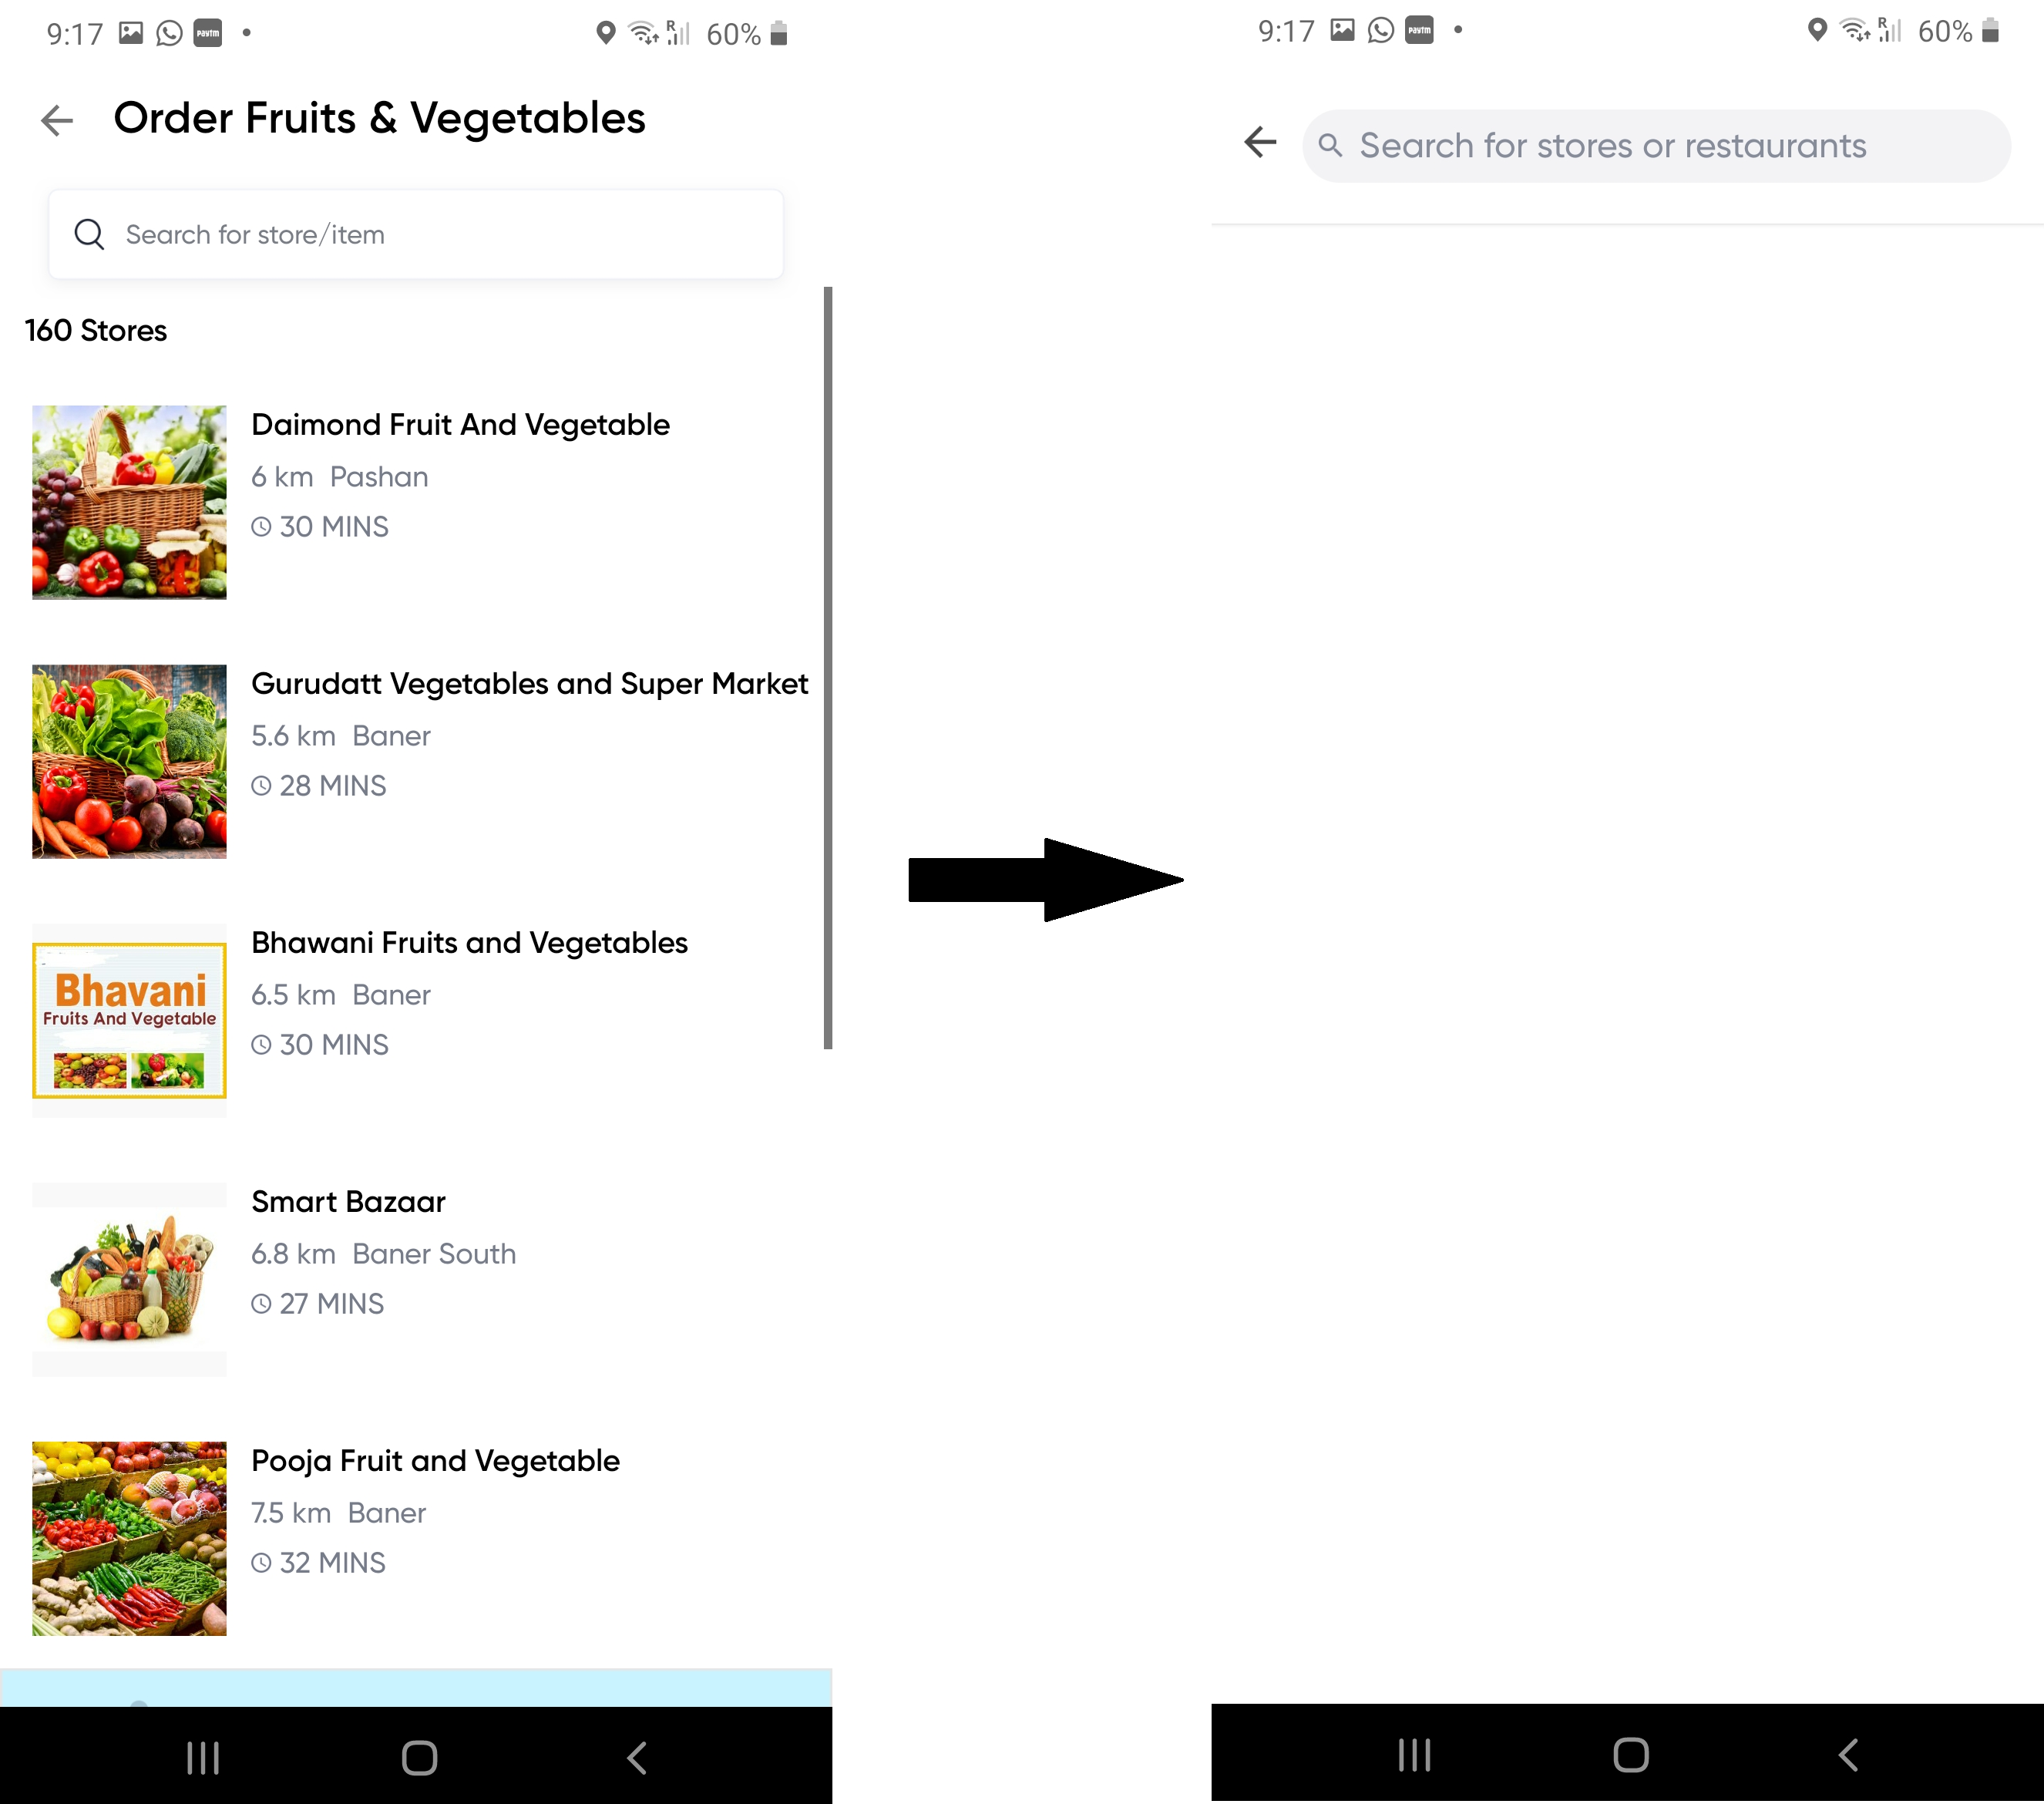 9:17 paytm R 60%
Order Fruits & Vegetables
Search for store/item
160 Stores
Daimond Fruit And Vegetable
6 km Pashan
30 MINS
Gurudatt Vegetables and Super Market
5.6 km Baner
28 MINS
Bhavani
Fruits And Vegetable
Bhawani Fruits and Vegetables
6.5 km Baner
30 MINS
Smart Bazaar
6.8 km Baner South
27 MINS
Pooja Fruit and Vegetable
7.5 km Baner
32 MINS
9:17 paytm R 60%
Search for stores or restaurants